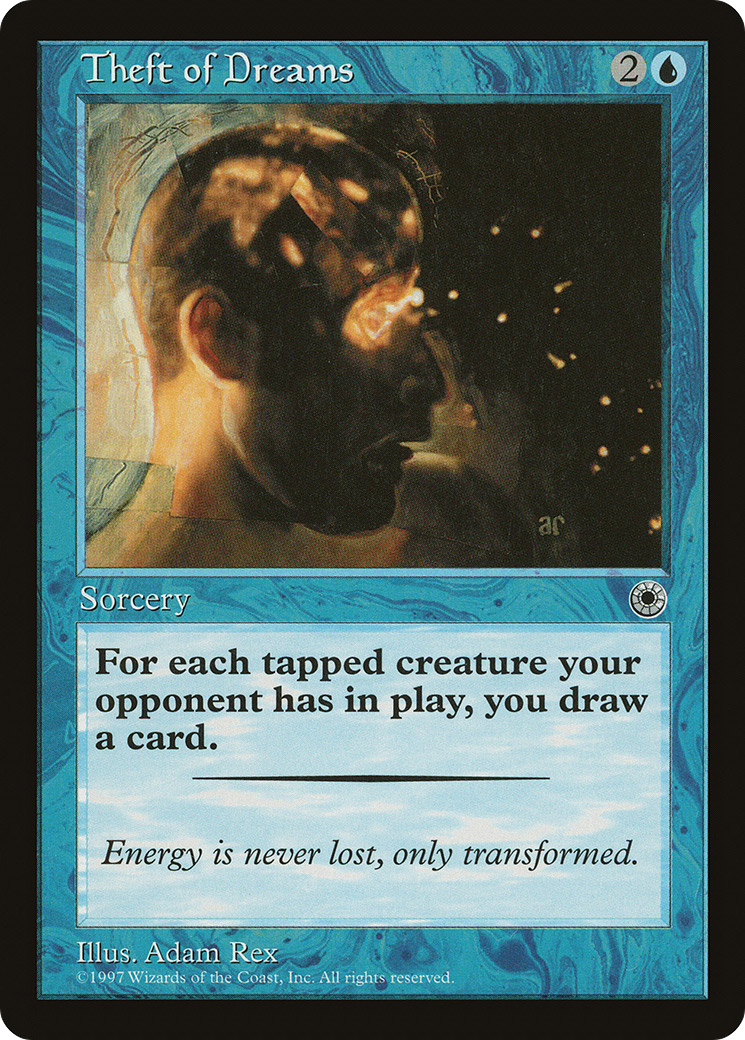 Theft of Dreams 2
ar
Sorcery
For each tapped creature your
opponent has in play, you draw
a card.
Energy is never lost, only transformed.
Illus. Adam Rex
©1997 Wizards of the Coast, Inc. All rights reserved.